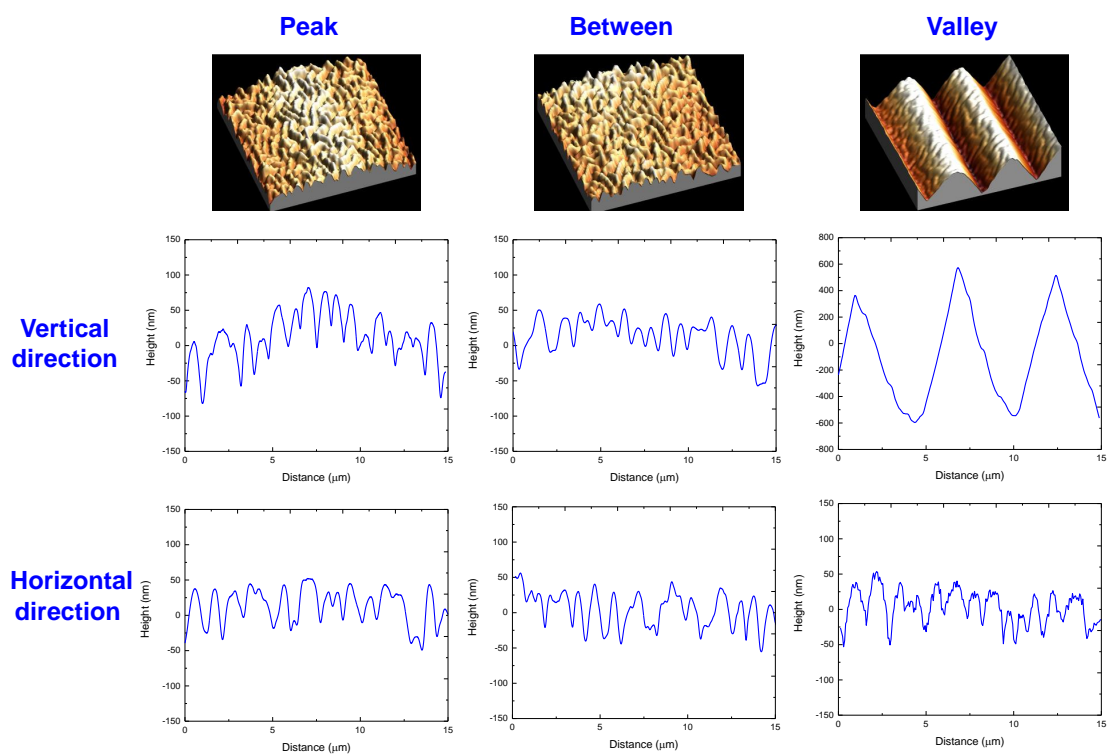 Peak Between Valley
Vertical
direction
150
100
50
0
-50
-100
-150
Height (nm)
0 5 10 15
Distance (μm)
150
100
50
0
-50
-100
-150
Height (nm)
0 5 10 15
Distance (μm)
800
600
400
200
0
-200
-400
-600
-800
Height (nm)
0 5 10 15
Distance (μm)
Horizontal
direction
150
100
50
0
-50
-100
-150
Height (nm)
0 5 10 15
Distance (μm)
150
100
50
0
-50
-100
-150
Height (nm)
0 5 10 15
Distance (μm)
150
100
50
0
-50
-100
-150
Height (nm)
0 5 10 15
Distance (μm)